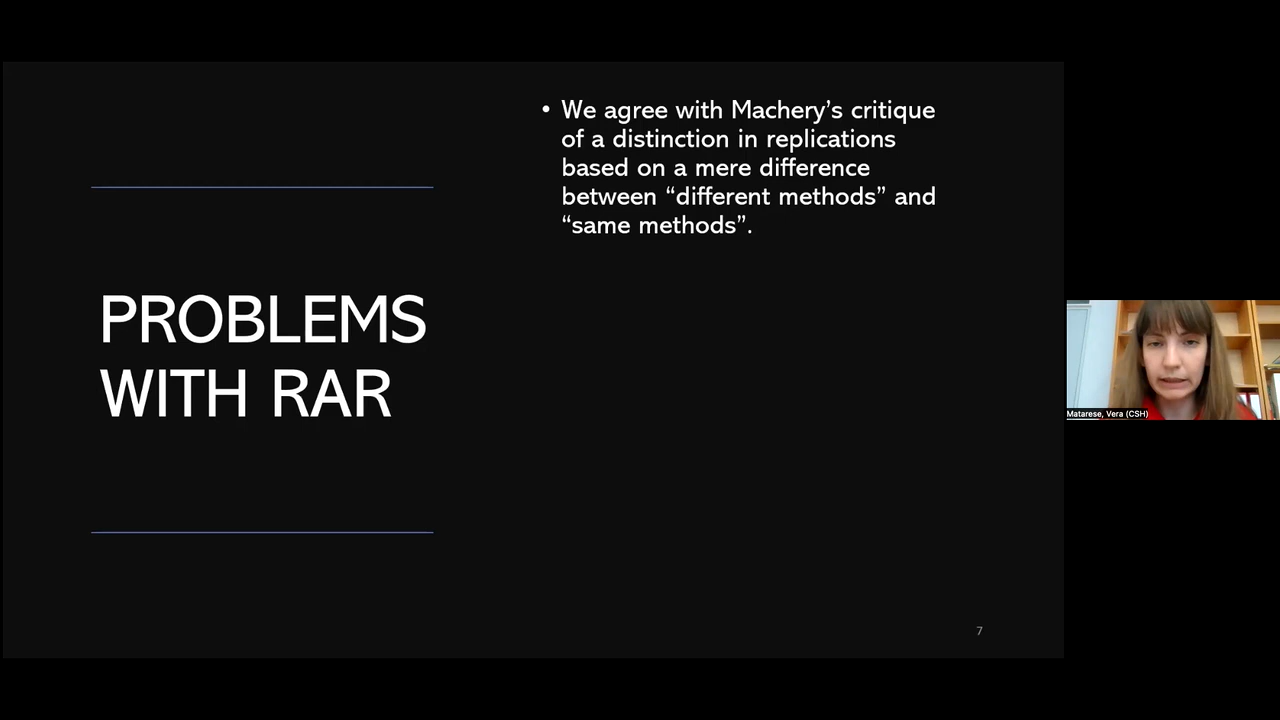 PROBLEMS
WITH RAR
• We agree with Machery’s critique
of a distinction in replications
based on a mere difference
between “different methods” and
“same methods”.
7
Matarese, Vera (CSH)